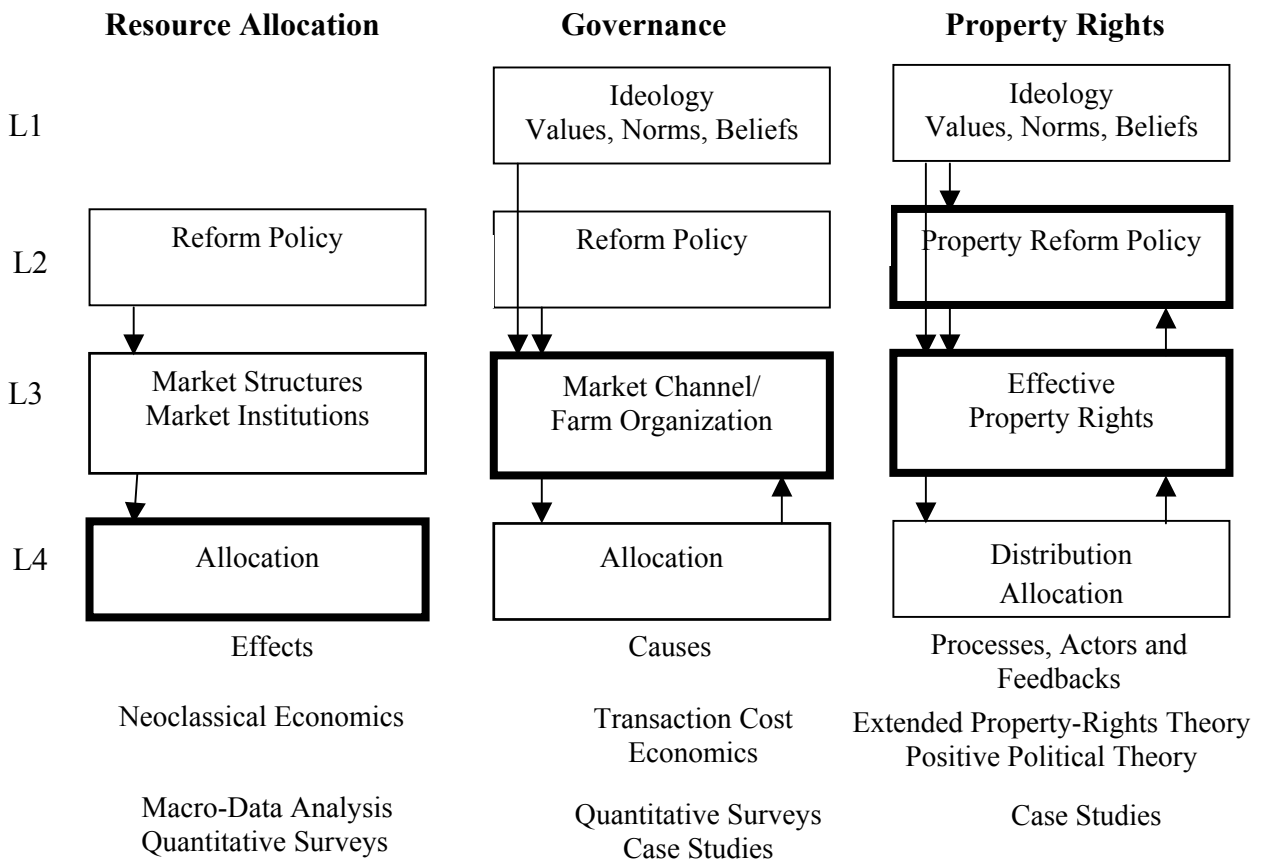 Resource Allocation
Governance
Property Rights
L1
Ideology
Values, Norms, Beliefs
Ideology
Values, Norms, Beliefs
L2
Reform Policy
Reform Policy
Property Reform Policy
L3
Market Structures
Market Institutions
Market Channel/
Farm Organization
Effective
Property Rights
L4
Allocation
Allocation
Distribution
Allocation
Effects
Causes
Processes, Actors and
Feedbacks
Neoclassical Economics
Transaction Cost
Economics
Extended Property-Rights Theory
Positive Political Theory
Macro-Data Analysis
Quantitative Surveys
Quantitative Surveys
Case Studies
Case Studies